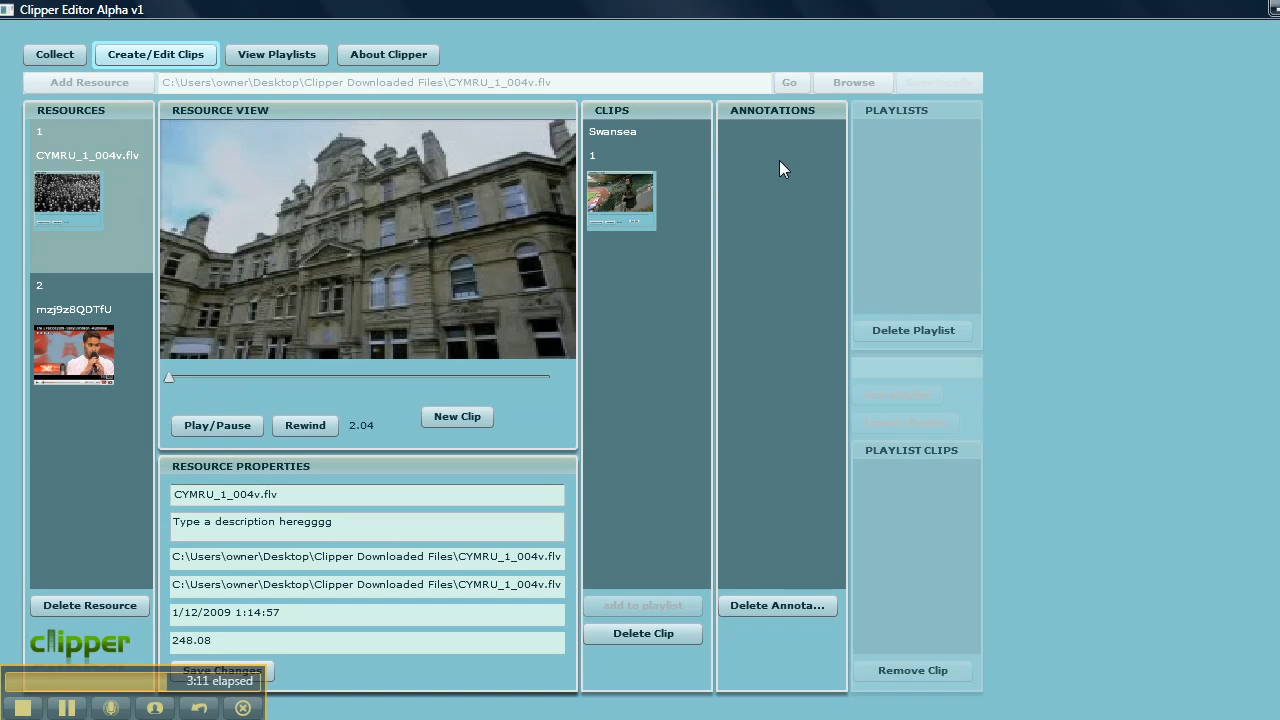 Clipper Editor Alpha v1
Collect
Create/Edit Clips
View Playlists
About Clipper
Add Resource
C:\Users\owner\Desktop\Clipper Downloaded Files\CYMRU_1_004v.flv
Go
Browse
RESOURCES
1
CYMRU_1_004v.flv
2
mzj9z8QDTfU
Delete Resource
clipper
RESOURCE VIEW
Play/Pause
Rewind
2.04
New Clip
RESOURCE PROPERTIES
CYMRU_1_004v.flv
Type a description heregggg
C:\Users\owner\Desktop\Clipper Downloaded Files\CYMRU_1_004v.flv
C:\Users\owner\Desktop\Clipper Downloaded Files\CYMRU_1_004v.flv
1/12/2009 1:14:57
248.08
Save Changes
3:11 elapsed
CLIPS
Swansea
1
add to playlist
Delete Clip
ANNOTATIONS
Delete Annota...
PLAYLISTS
Delete Playlist
PLAYLIST CLIPS
Remove Clip